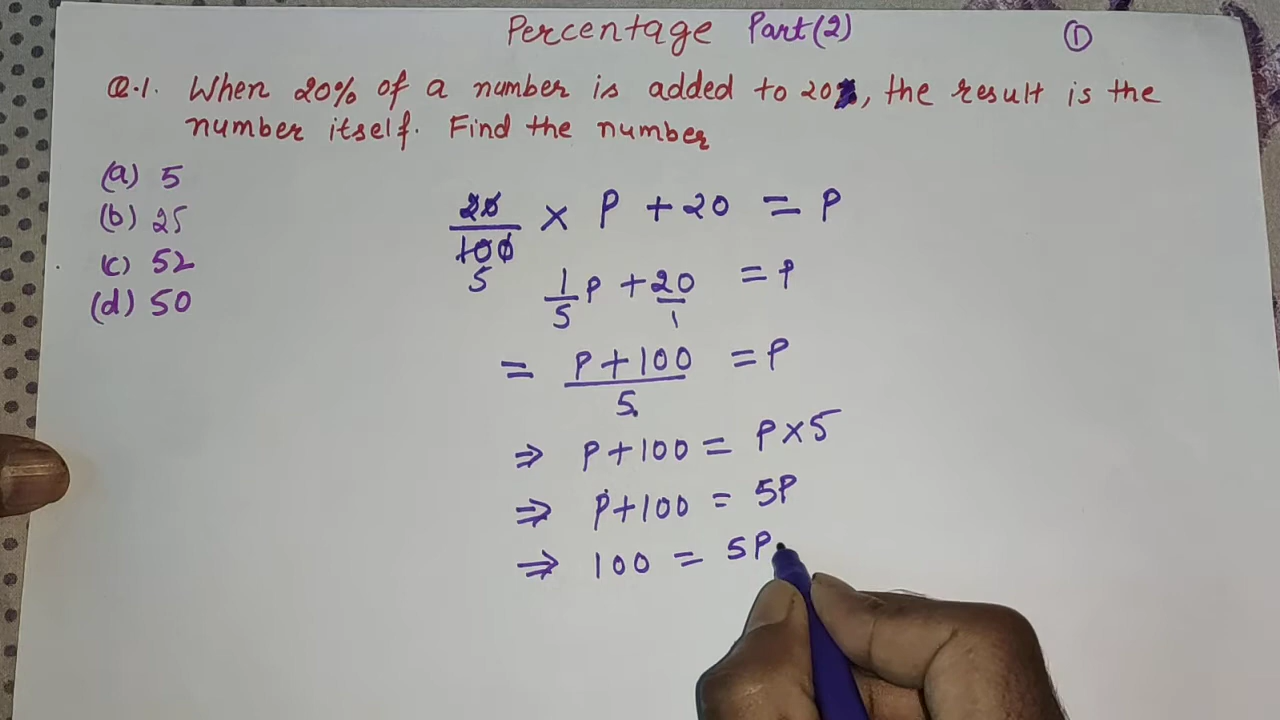 Percentage Part(2)
①
Q.1. When 20% of a number is added to 20, the result is the
number itself. Find the number
(a) 5
(b) 25
(c) 52
(d) 50
20/100 × P + 20 = P
5
1/5 P + 20/1 = P
= P + 100 / 5 = P
⇒ P + 100 = P × 5
⇒ P + 100 = 5P
⇒ 100 = 5P